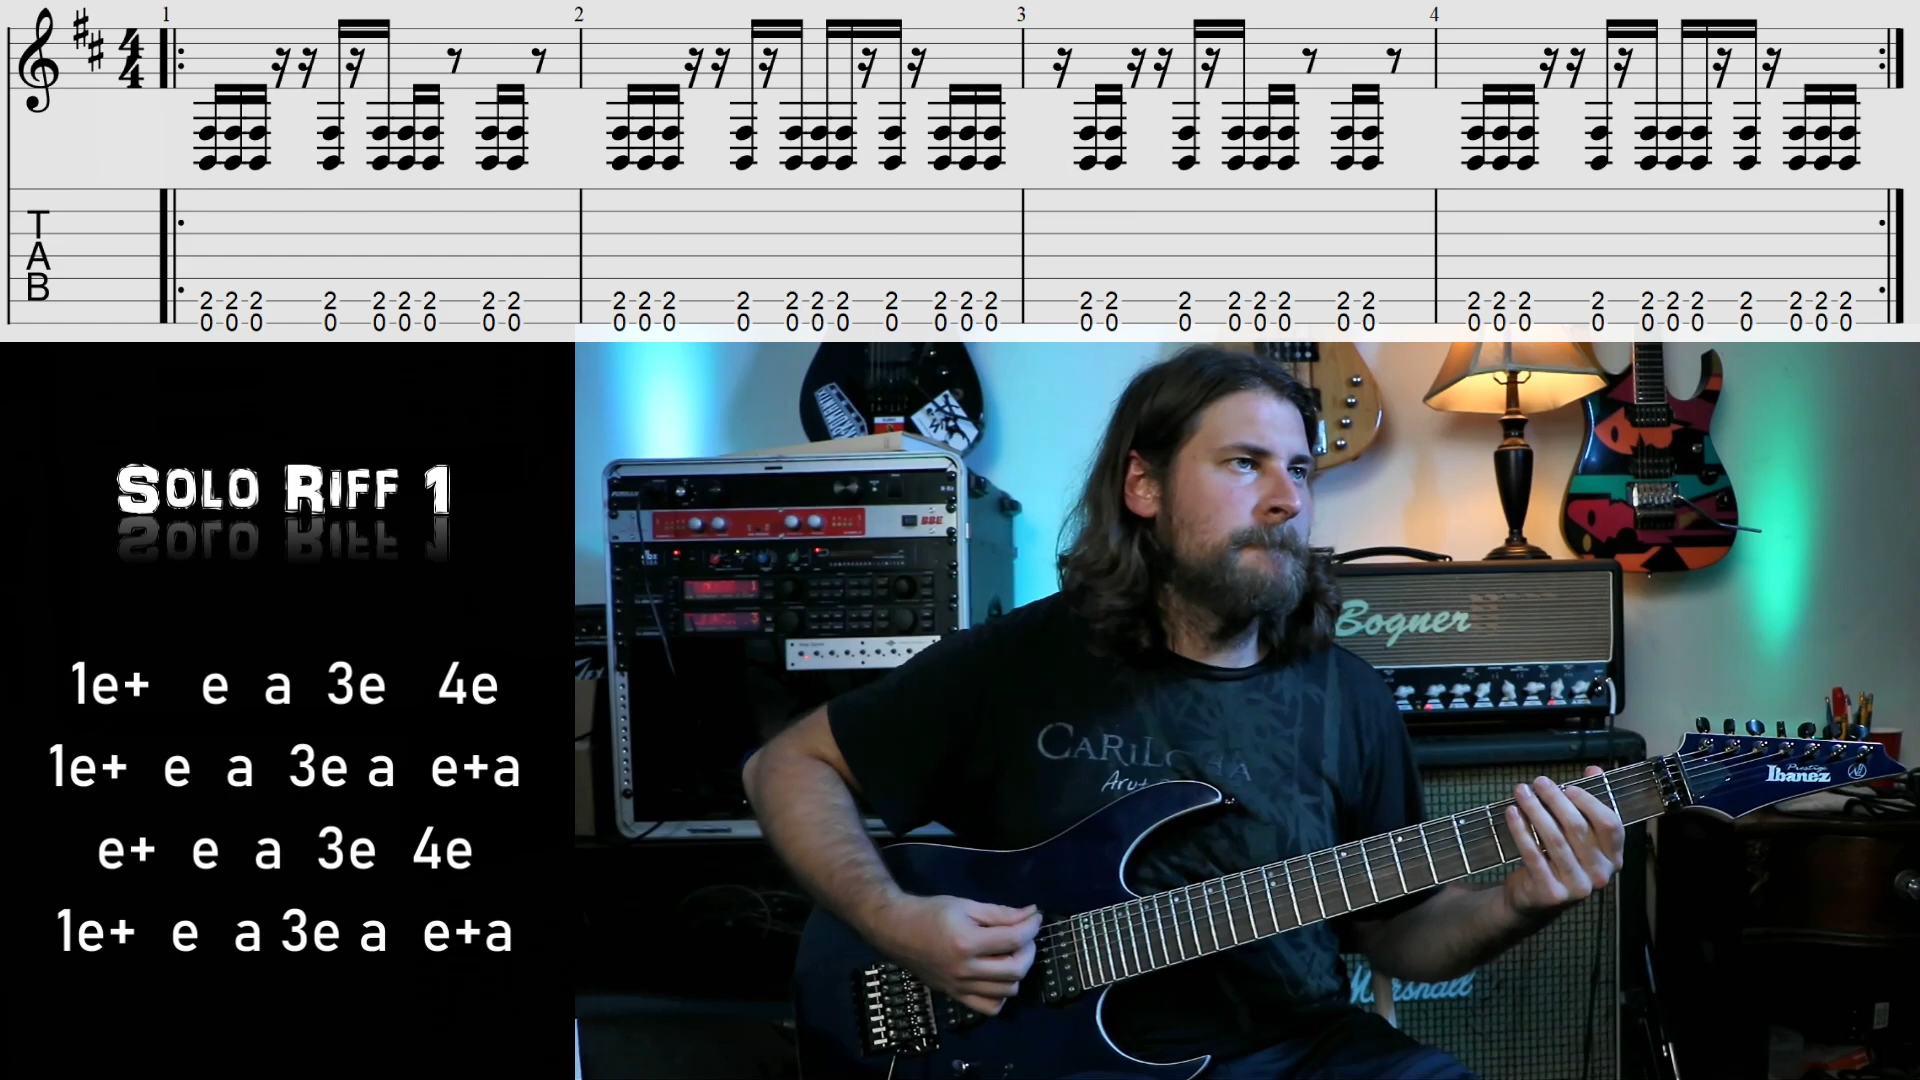 1 2 3 4
4
4
T
A
B
2 2 2 2 2 2 2 2 2 2 2 2 2 2 2 2 2 2 2 2 2 2 2 2 2 2 2 2 2 2 2 2 2 2 2 2 2 2 2
0 0 0 0 0 0 0 0 0 0 0 0 0 0 0 0 0 0 0 0 0 0 0 0 0 0 0 0 0 0 0 0 0 0 0 0 0 0 0
Solo Riff 1
1e+ e a 3e 4e
1e+ e a 3e a e+a
e+ e a 3e 4e
1e+ e a 3e a e+a
BBE
Bogner
Prestige
Ibanez
Marshall